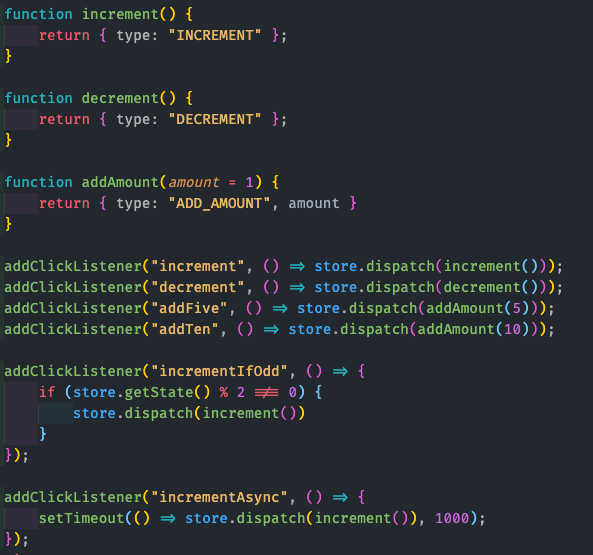 function increment() {
    return { type: "INCREMENT" };
}

function decrement() {
    return { type: "DECREMENT" };
}

function addAmount(amount = 1) {
    return { type: "ADD_AMOUNT", amount }
}

addClickListener("increment", () => store.dispatch(increment()));
addClickListener("decrement", () => store.dispatch(decrement()));
addClickListener("addFive", () => store.dispatch(addAmount(5)));
addClickListener("addTen", () => store.dispatch(addAmount(10)));

addClickListener("incrementIfOdd", () => {
    if (store.getState() % 2 !== 0) {
        store.dispatch(increment())
    }
});

addClickListener("incrementAsync", () => {
    setTimeout(() => store.dispatch(increment()), 1000);
});